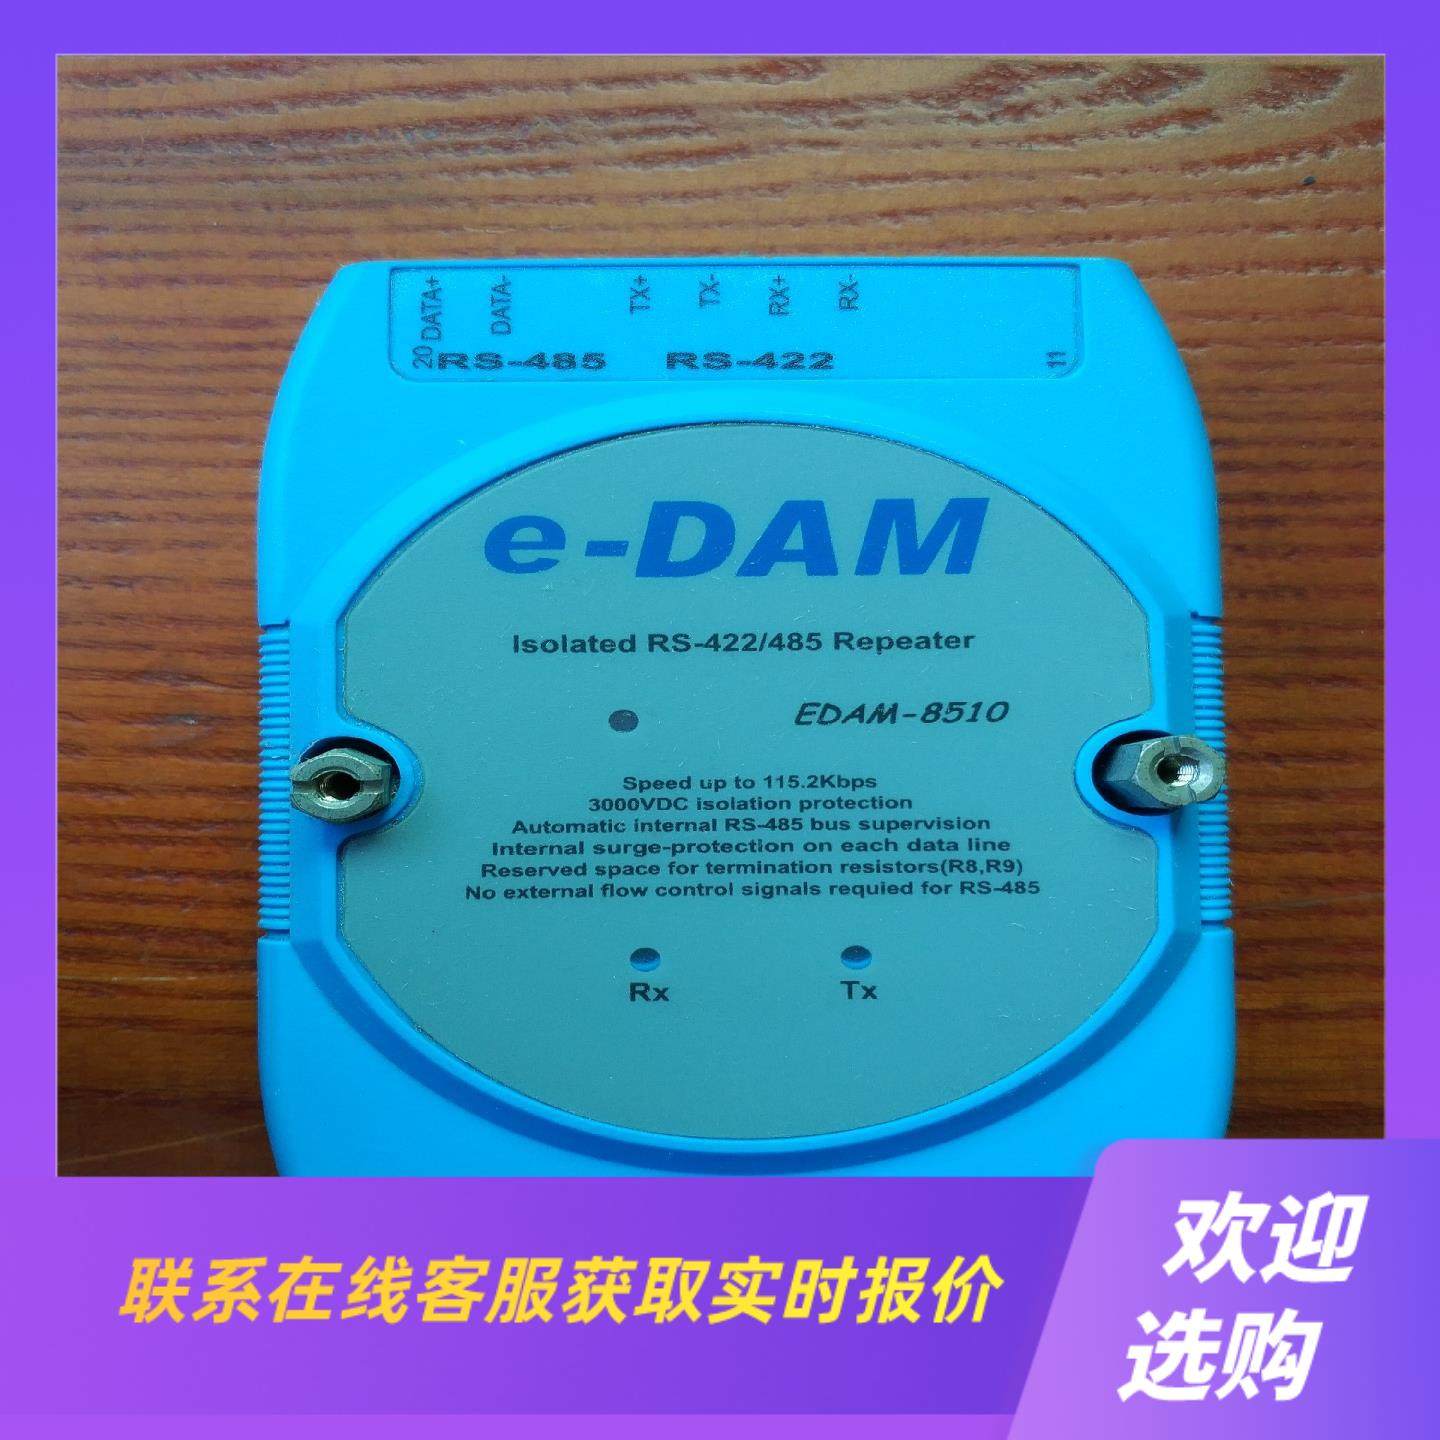 DATA+ DATA- TX+ TX- RX+ RX-
20 RS-485 RS-422 11
e-DAM
Isolated RS-422/485 Repeater
EDAM-8510
Speed up to 115.2Kbps
3000VDC isolation protection
Automatic internal RS-485 bus supervision
Internal surge-protection on each data line
Reserved space for termination resistors(R8,R9)
No external flow control signals requied for RS-485
Rx Tx
联系在线客服获取实时报价
欢迎
选购